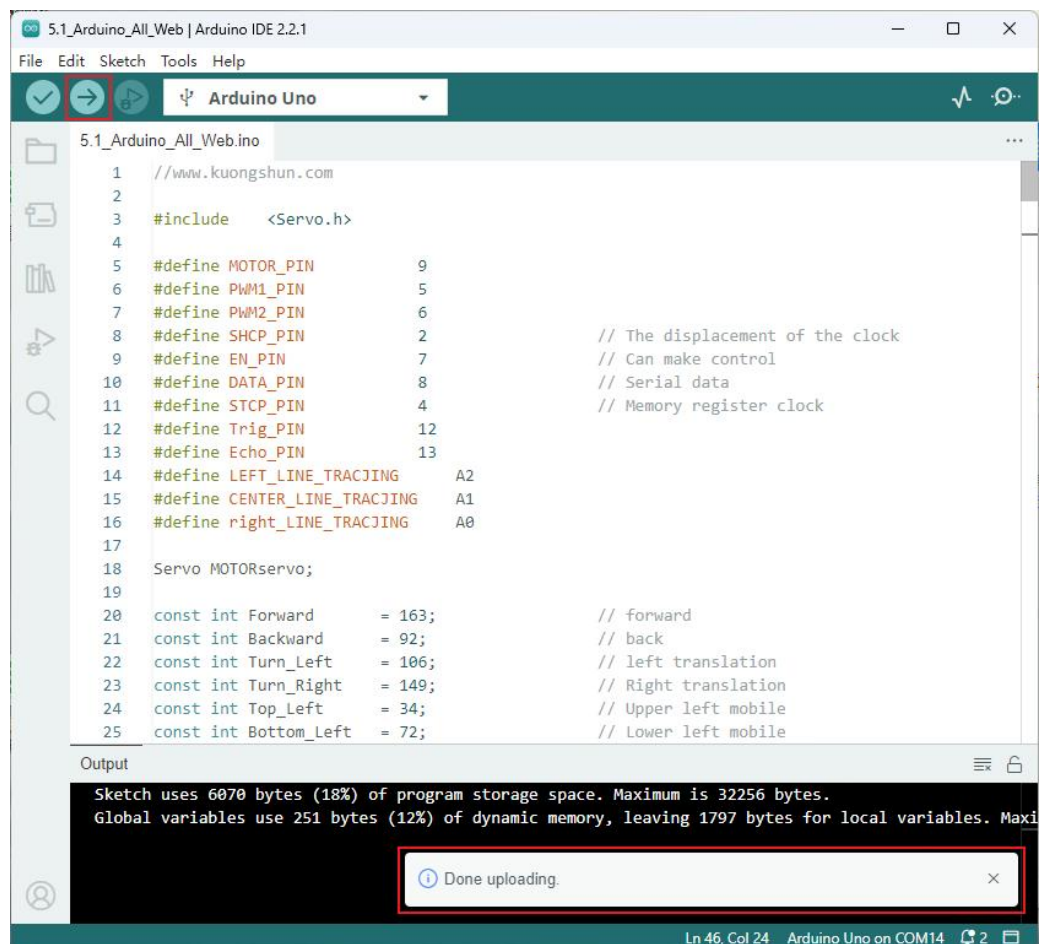 5.1_Arduino_All_Web | Arduino IDE 2.2.1
File Edit Sketch Tools Help
Arduino Uno
5.1_Arduino_All_Web.ino
1 //www.kuongshun.com
2
3 #include <Servo.h>
4
5 #define MOTOR_PIN 9
6 #define PWM1_PIN 5
7 #define PWM2_PIN 6
8 #define SHCP_PIN 2 // The displacement of the clock
9 #define EN_PIN 7 // Can make control
10 #define DATA_PIN 8 // Serial data
11 #define STCP_PIN 4 // Memory register clock
12 #define Trig_PIN 12
13 #define Echo_PIN 13
14 #define LEFT_LINE_TRACJING A2
15 #define CENTER_LINE_TRACJING A1
16 #define right_LINE_TRACJING A0
17
18 Servo MOTORservo;
19
20 const int Forward = 163; // forward
21 const int Backward = 92; // back
22 const int Turn_Left = 106; // left translation
23 const int Turn_Right = 149; // Right translation
24 const int Top_Left = 34; // Upper left mobile
25 const int Bottom_Left = 72; // Lower left mobile
Output
Sketch uses 6070 bytes (18%) of program storage space. Maximum is 32256 bytes.
Global variables use 251 bytes (12%) of dynamic memory, leaving 1797 bytes for local variables. Maxi
Done uploading.
Ln 46, Col 24 Arduino Uno on COM14 2